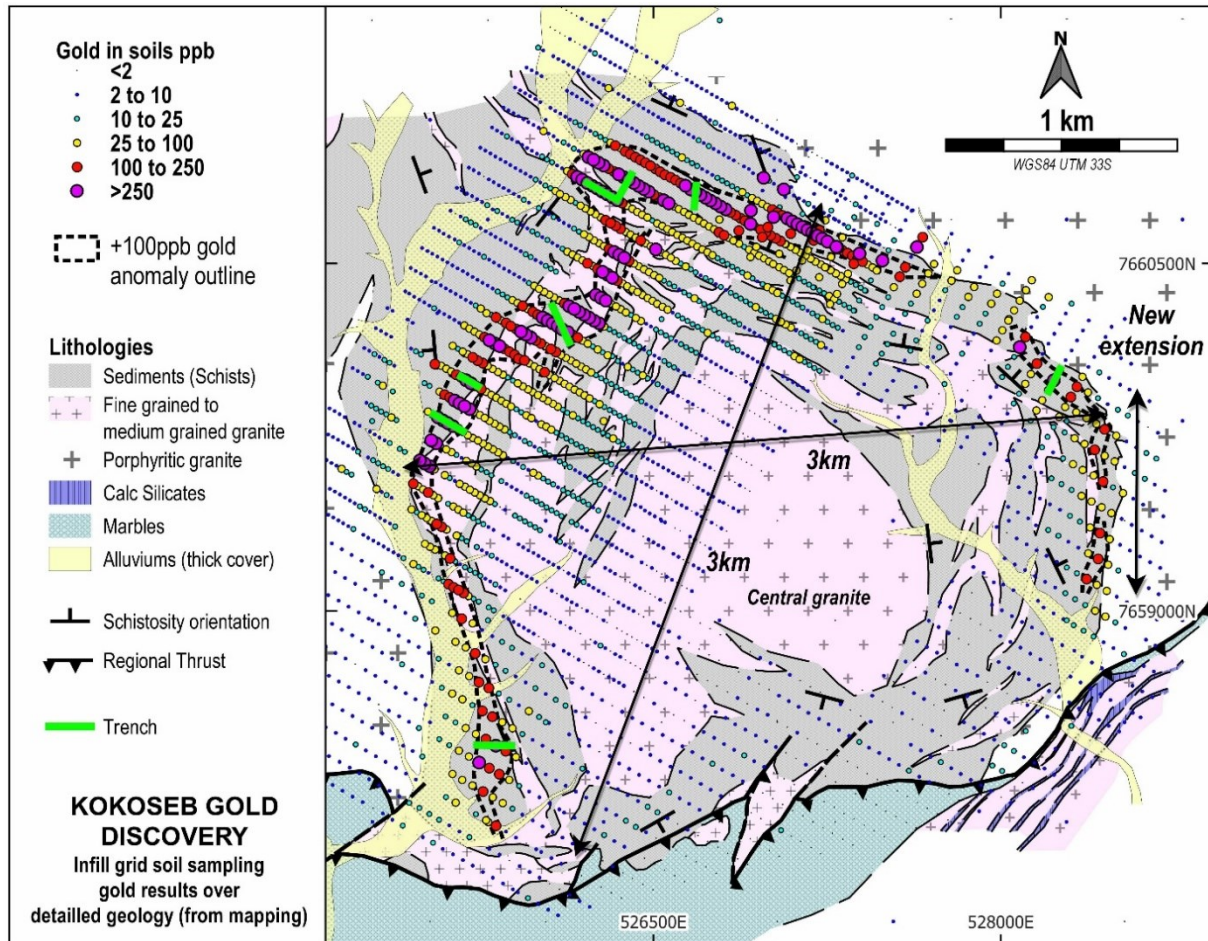 Gold in soils ppb
<2
2 to 10
10 to 25
25 to 100
100 to 250
>250
+100ppb gold
anomaly outline
Lithologies
Sediments (Schists)
Fine grained to
medium grained granite
Porphyritic granite
Calc Silicates
Marbles
Alluviums (thick cover)
Schistosity orientation
Regional Thrust
Trench
KOKOSEB GOLD
DISCOVERY
Infill grid soil sampling
gold results over
detailled geology (from mapping)
N
1 km
WGS84 UTM 33S
7660500N
New
extension
3km
3km
Central granite
7659000N
526500E
528000E